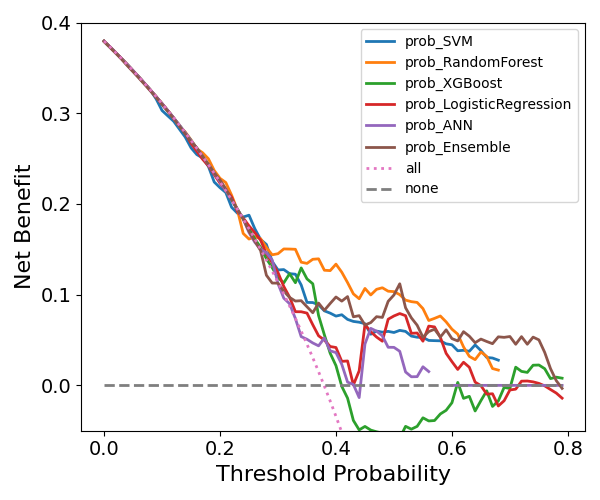 0.4
0.3
0.2
0.1
0.0
Net Benefit
prob_SVM
prob_RandomForest
prob_XGBoost
prob_LogisticRegression
prob_ANN
prob_Ensemble
all
none
0.0 0.2 0.4 0.6 0.8
Threshold Probability